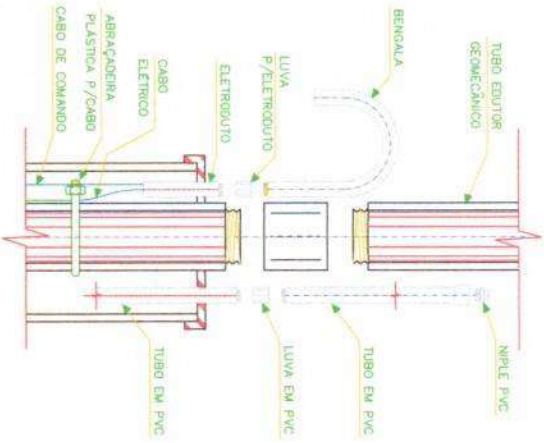 TUBO EDUTOR
GEOMECÂNICO
BENGALA
LUVA
P/ELETRODUTO
ELETRODUTO
CABO
ELÉTRICO
ABRAÇADEIRA
PLÁSTICA P/CABO
CABO DE COMANDO
NIPLE PVC
TUBO EM PVC
LUVA EM PVC
TUBO EM PVC